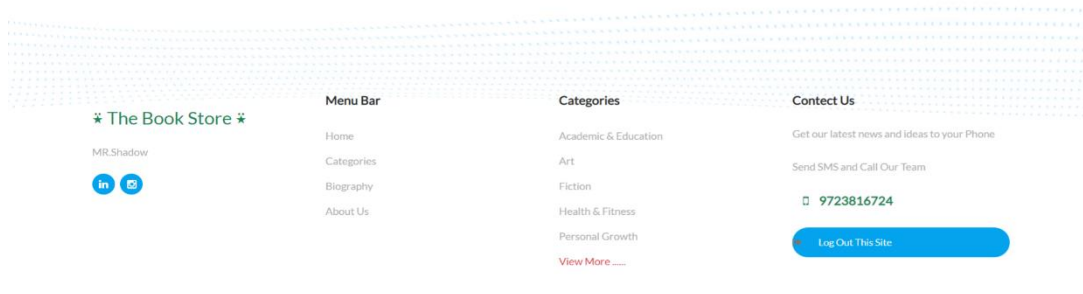 ⍣ The Book Store ⍣
MR.Shadow
in
Menu Bar
Home
Categories
Biography
About Us
Categories
Academic & Education
Art
Fiction
Health & Fitness
Personal Growth
View More ......
Contect Us
Get our latest news and ideas to your Phone
Send SMS and Call Our Team
9723816724
Log Out This Site